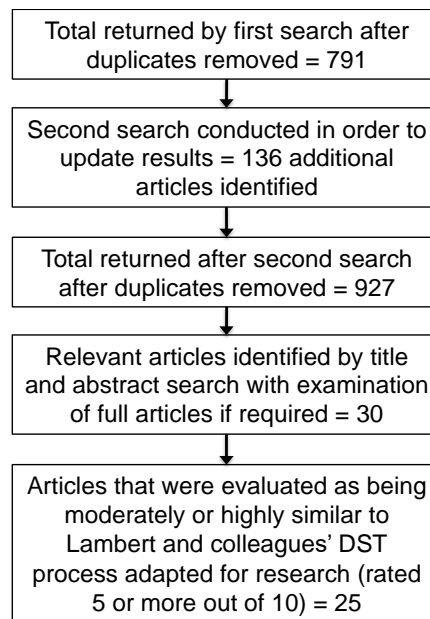 Total returned by first search after
duplicates removed = 791
Second search conducted in order to
update results = 136 additional
articles identified
Total returned after second search
after duplicates removed = 927
Relevant articles identified by title
and abstract search with examination
of full articles if required = 30
Articles that were evaluated as being
moderately or highly similar to
Lambert and colleagues’ DST
process adapted for research (rated
5 or more out of 10) = 25